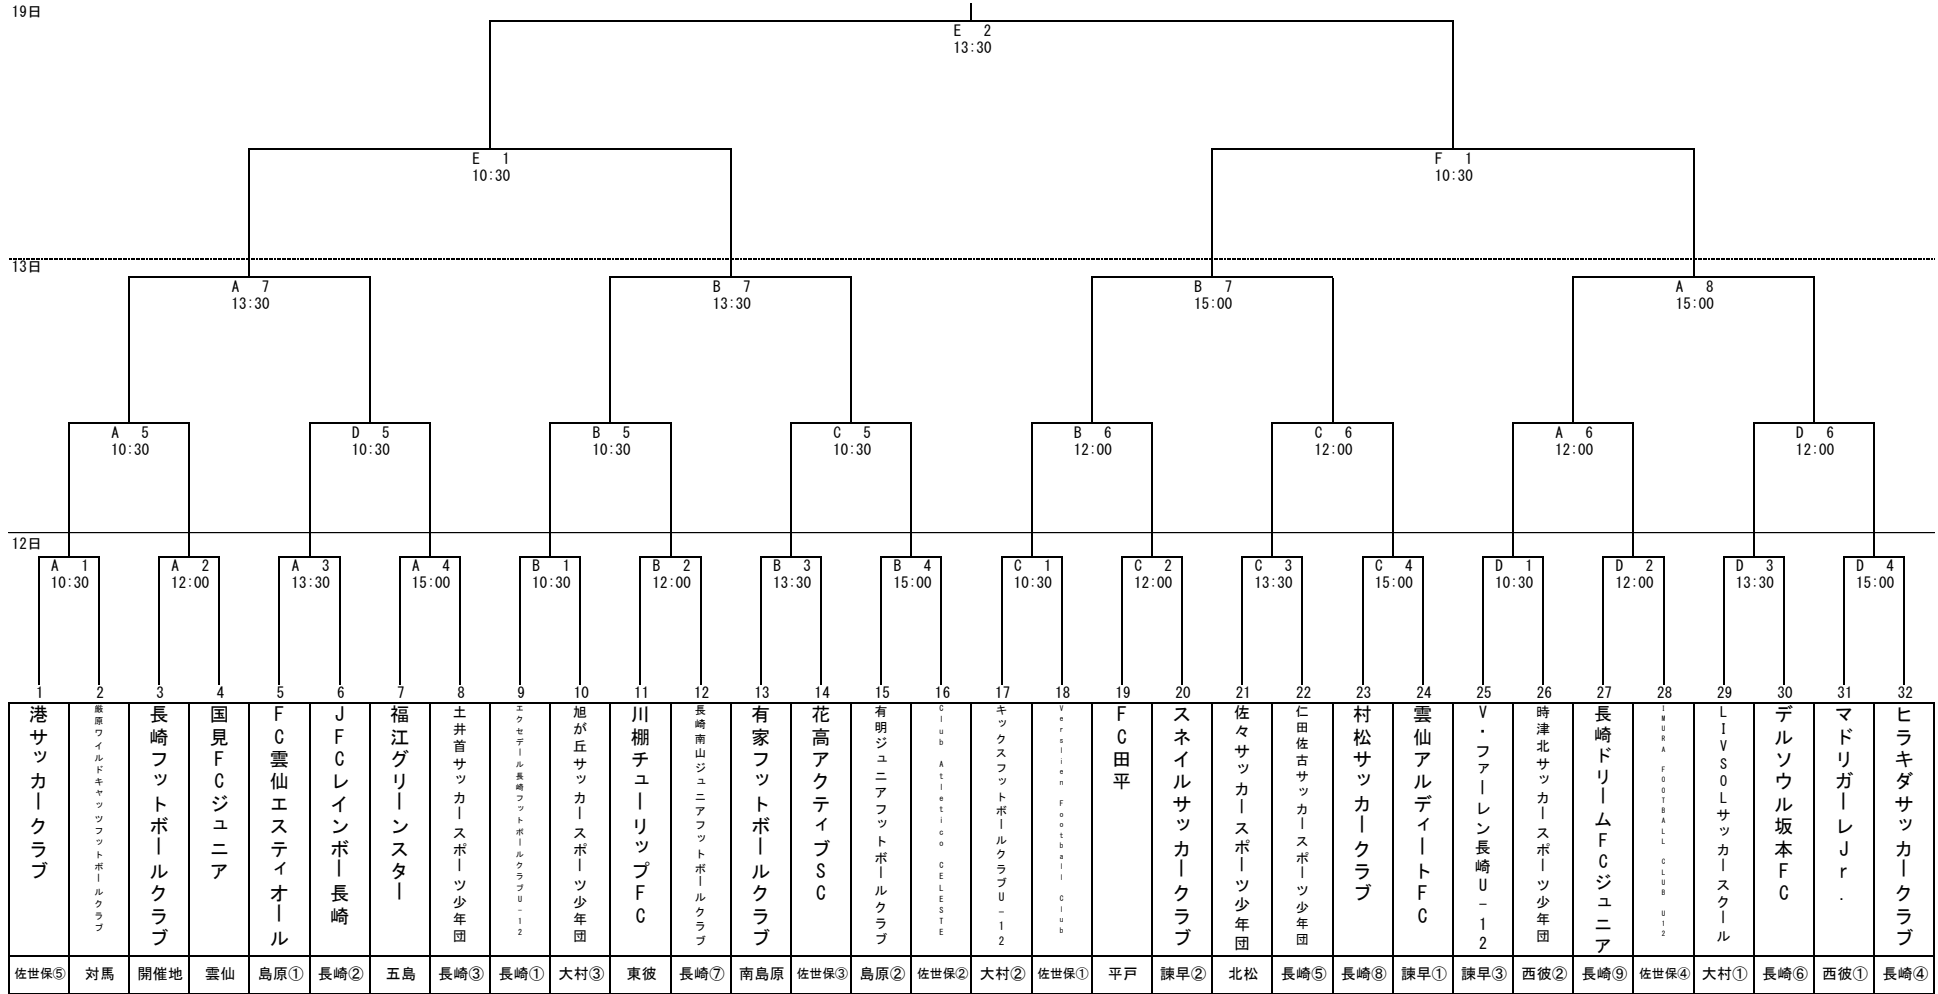 19日
E 2
13:30
E 1
10:30
F 1
10:30
13日
A 7
13:30
B 7
13:30
B 7
15:00
A 8
15:00
A 5
10:30
D 5
10:30
B 5
10:30
C 5
10:30
B 6
12:00
C 6
12:00
A 6
12:00
D 6
12:00
12日
A 1
10:30
A 2
12:00
A 3
13:30
A 4
15:00
B 1
10:30
B 2
12:00
B 3
13:30
B 4
15:00
C 1
10:30
C 2
12:00
C 3
13:30
C 4
15:00
D 1
10:30
D 2
12:00
D 3
13:30
D 4
15:00
1
港サッカークラブ
佐世保⑤
2
厳原ワイルドキャッツフットボールクラブ
対馬
3
長崎フットボールクラブ
開催地
4
国見FCジュニア
雲仙
5
FC雲仙エスティオール
島原①
6
JFCレインボー長崎
長崎②
7
福江グリーンスター
五島
8
土井首サッカースポーツ少年団
長崎③
9
エクセデール長崎フットボールクラブU-12
長崎①
10
旭が丘サッカースポーツ少年団
大村③
11
川棚チューリップFC
東彼
12
長崎南山ジュニアフットボールクラブ
長崎⑦
13
有家フットボールクラブ
南島原
14
花高アクティブSC
佐世保③
15
有明ジュニアフットボールクラブ
島原②
16
Club Atletico CELESTE
佐世保②
17
キックスフットボールクラブU-12
大村②
18
Verslien Football Club
佐世保①
19
FC田平
平戸
20
スネイルサッカークラブ
諫早②
21
佐々サッカースポーツ少年団
北松
22
仁田佐古サッカースポーツ少年団
長崎⑤
23
村松サッカークラブ
長崎⑧
24
雲仙アルディートFC
諫早①
25
V・ファーレン長崎U-12
諫早③
26
時津北サッカースポーツ少年団
西彼②
27
長崎ドリームFCジュニア
長崎⑨
28
IMURA FOOTBALL CLUB U12
佐世保④
29
LIVSOLサッカースクール
大村①
30
デルソウル坂本FC
長崎⑥
31
マドリガーレJr.
西彼①
32
ヒラキダサッカークラブ
長崎④